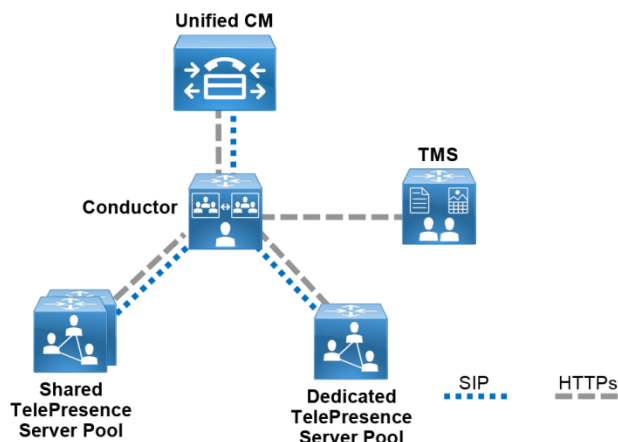 Unified CM
TMS
Conductor
Shared
TelePresence
Server Pool
Dedicated
TelePresence
Server Pool
SIP
HTTPs